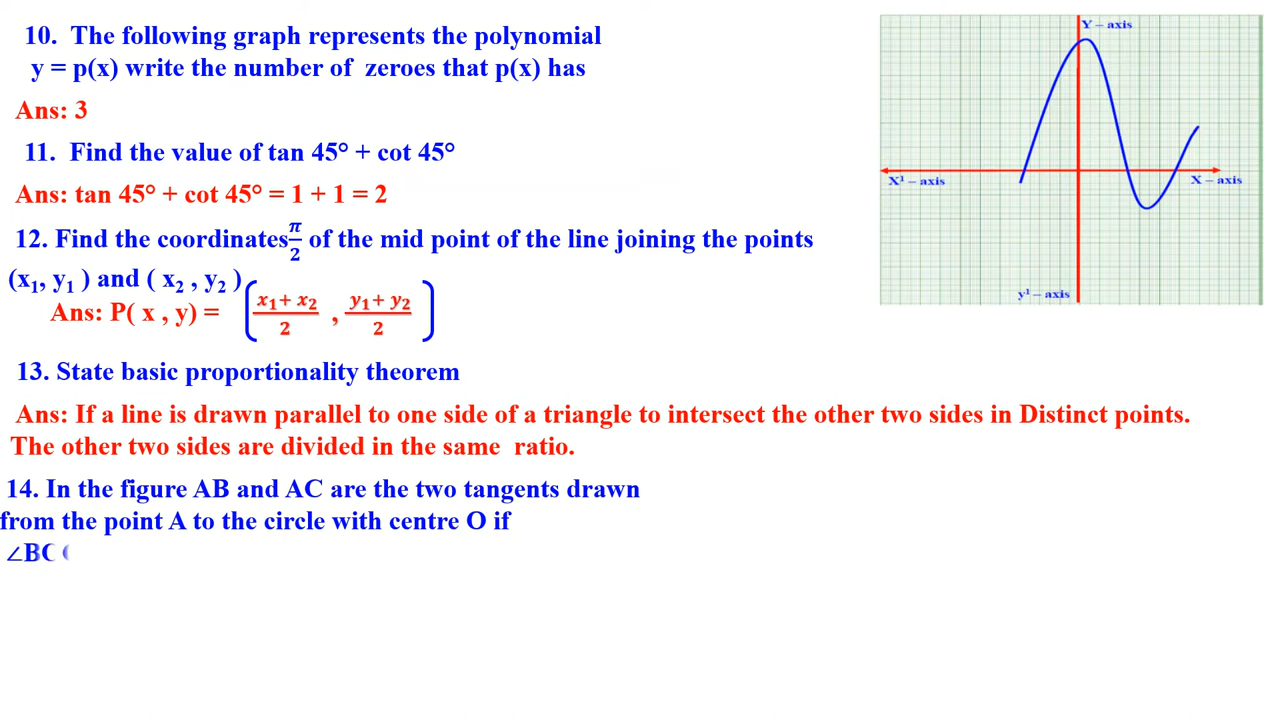 10. The following graph represents the polynomial
y = p(x) write the number of zeroes that p(x) has
Ans: 3
11. Find the value of tan 45° + cot 45°
Ans: tan 45° + cot 45° = 1 + 1 = 2
12. Find the coordinates π/2 of the mid point of the line joining the points
(x₁, y₁ ) and ( x₂ , y₂ )
Ans: P( x , y) = ( x₁+ x₂ / 2 , y₁+ y₂ / 2 )
13. State basic proportionality theorem
Ans: If a line is drawn parallel to one side of a triangle to intersect the other two sides in Distinct points.
The other two sides are divided in the same ratio.
14. In the figure AB and AC are the two tangents drawn
from the point A to the circle with centre O if
Y – axis
X¹ – axis
X – axis
y¹ – axis